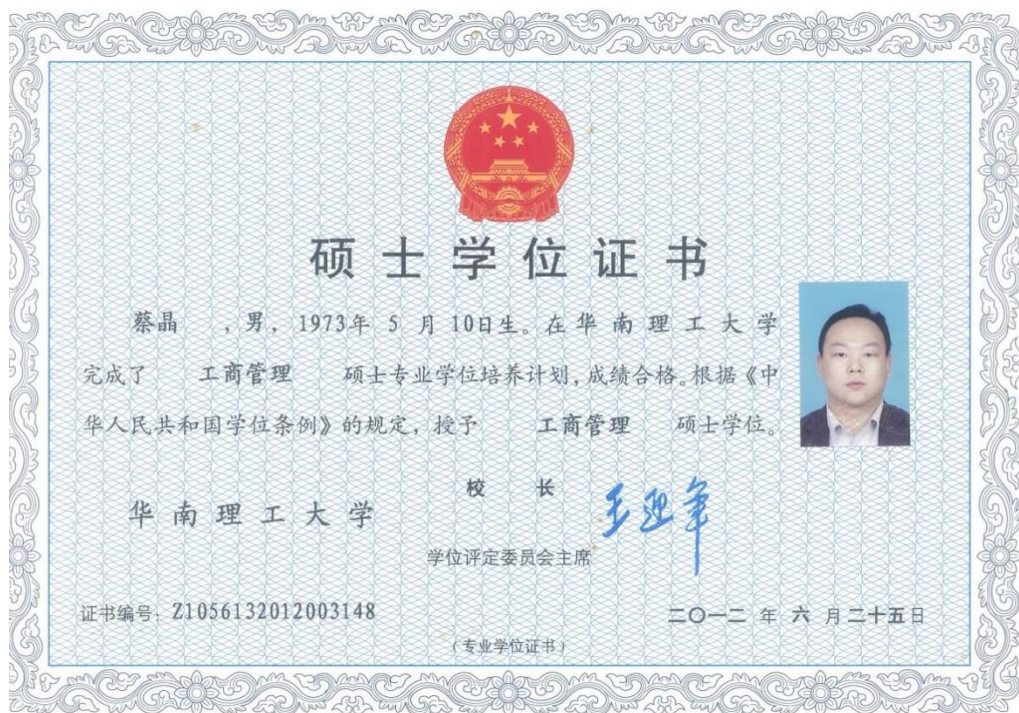 硕士学位证书
蔡晶 ,男, 1973年 5 月 10日生。在华南理工大学
完成了 工商管理 硕士专业学位培养计划,成绩合格。根据《中
华人民共和国学位条例》的规定, 授予 工商管理 硕士学位。
华南理工大学
校 长
王迎军
学位评定委员会主席
证书编号: Z1056132012003148
二〇一二 年 六 月 二十五日
(专业学位证书)